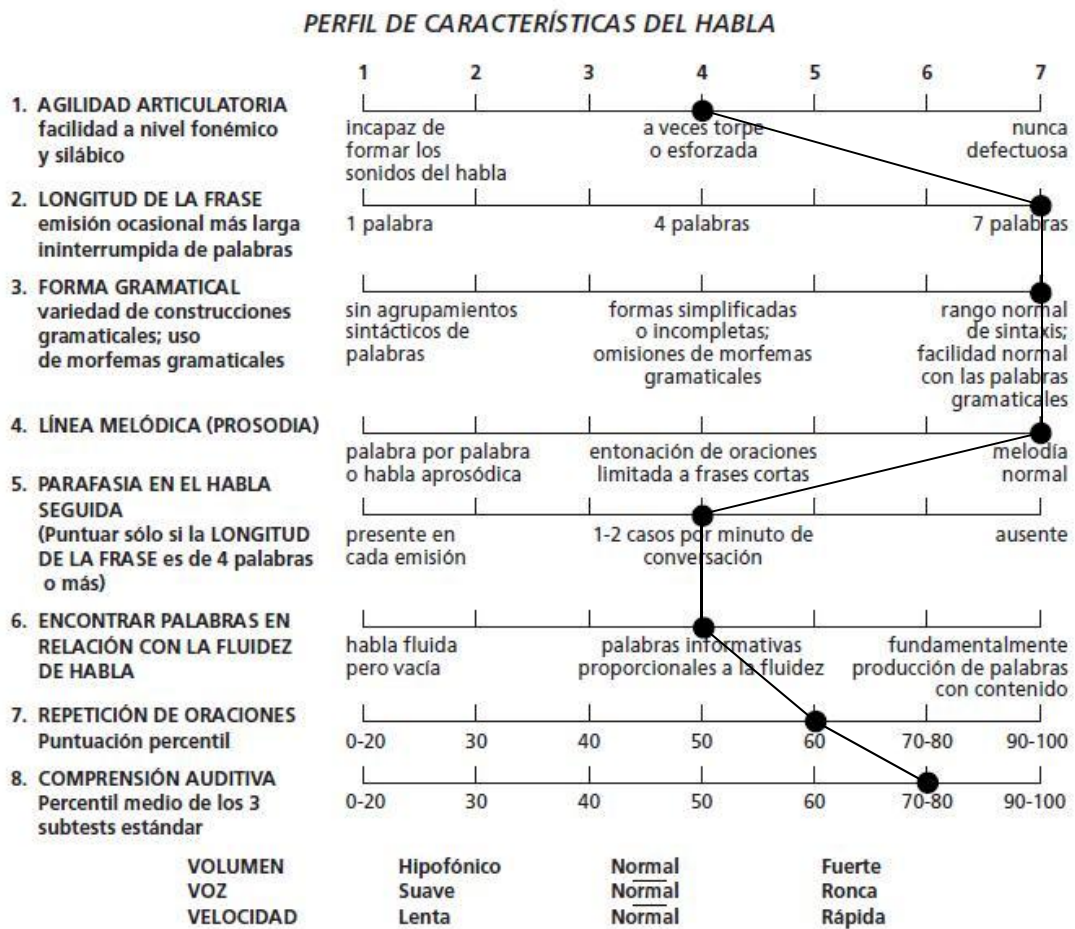 PERFIL DE CARACTERÍSTICAS DEL HABLA
1 2 3 4 5 6 7
1. AGILIDAD ARTICULATORIA
facilidad a nivel fonémico
y silábico
incapaz de
formar los
sonidos del habla
a veces torpe
o esforzada
nunca
defectuosa
2. LONGITUD DE LA FRASE
emisión ocasional más larga
ininterrumpida de palabras
1 palabra
4 palabras
7 palabras
3. FORMA GRAMATICAL
variedad de construcciones
gramaticales; uso
de morfemas gramaticales
sin agrupamientos
sintácticos de
palabras
formas simplificadas
o incompletas;
omisiones de morfemas
gramaticales
rango normal
de sintaxis;
facilidad normal
con las palabras
gramaticales
4. LÍNEA MELÓDICA (PROSODIA)
palabra por palabra
o habla aprosódica
entonación de oraciones
limitada a frases cortas
melodía
normal
5. PARAFASIA EN EL HABLA
SEGUIDA
(Puntuar sólo si la LONGITUD
DE LA FRASE es de 4 palabras
o más)
presente en
cada emisión
1-2 casos por minuto de
conversación
ausente
6. ENCONTRAR PALABRAS EN
RELACIÓN CON LA FLUIDEZ
DE HABLA
habla fluida
pero vacía
palabras informativas
proporcionales a la fluidez
fundamentalmente
producción de palabras
con contenido
7. REPETICIÓN DE ORACIONES
Puntuación percentil
0-20 30 40 50 60 70-80 90-100
8. COMPRENSIÓN AUDITIVA
Percentil medio de los 3
subtests estándar
0-20 30 40 50 60 70-80 90-100
VOLUMEN Hipofónico Normal Fuerte
VOZ Suave Normal Ronca
VELOCIDAD Lenta Normal Rápida